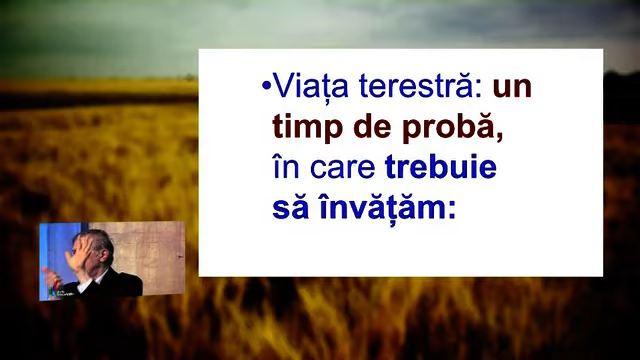 •Viața terestră: un
timp de probă,
în care trebuie
să învățăm: